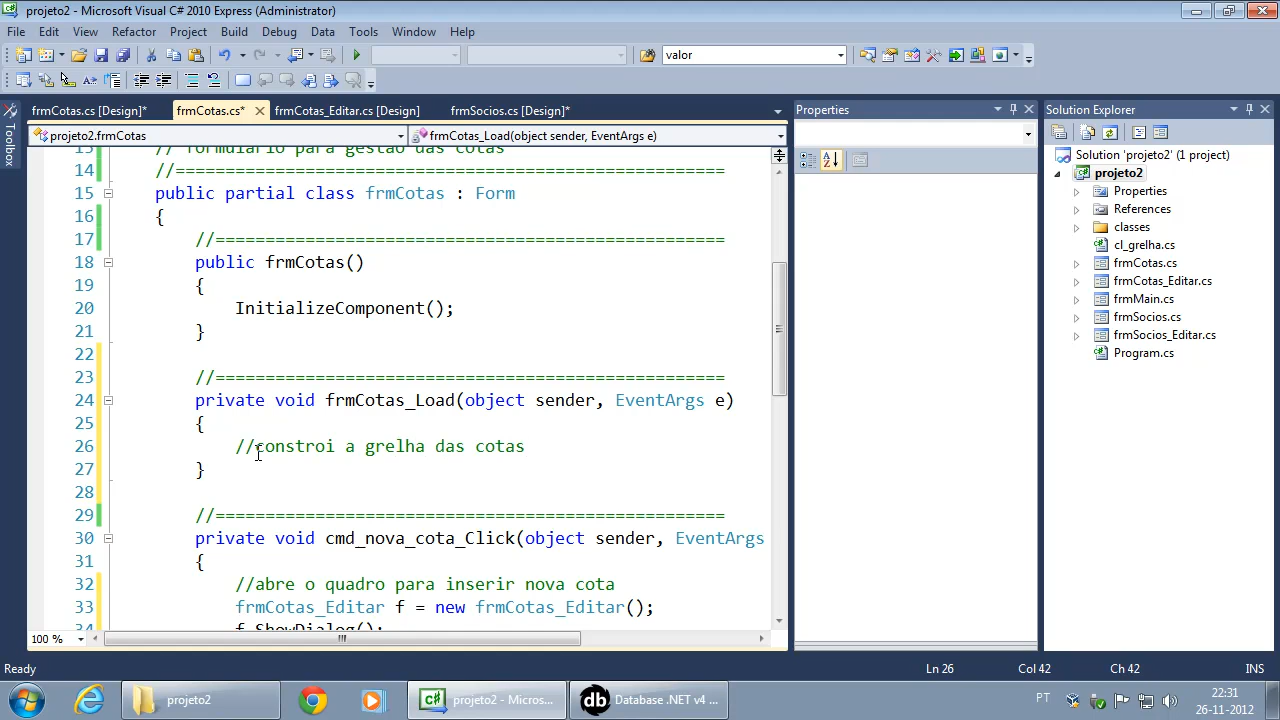 projeto2 - Microsoft Visual C# 2010 Express (Administrator)
File Edit View Refactor Project Build Debug Data Tools Window Help
valor
frmCotas.cs [Design]* frmCotas.cs* frmCotas_Editar.cs [Design] frmSocios.cs [Design]*
projeto2.frmCotas frmCotas_Load(object sender, EventArgs e)
13 // formulario para gestao das cotas
14 //===================================================
15 public partial class frmCotas : Form
16 {
17 //===================================================
18 public frmCotas()
19 {
20 InitializeComponent();
21 }
22
23 //===================================================
24 private void frmCotas_Load(object sender, EventArgs e)
25 {
26 //constroi a grelha das cotas
27 }
28
29 //===================================================
30 private void cmd_nova_cota_Click(object sender, EventArgs
31 {
32 //abre o quadro para inserir nova cota
33 frmCotas_Editar f = new frmCotas_Editar();
34 f.ShowDialog();
100 %
Toolbox
Properties
Solution Explorer
Solution 'projeto2' (1 project)
projeto2
Properties
References
classes
cl_grelha.cs
frmCotas.cs
frmCotas_Editar.cs
frmMain.cs
frmSocios.cs
frmSocios_Editar.cs
Program.cs
Ready Ln 26 Col 42 Ch 42 INS
projeto2 projeto2 - Micros... db Database .NET v4 ... PT 22:31
26-11-2012